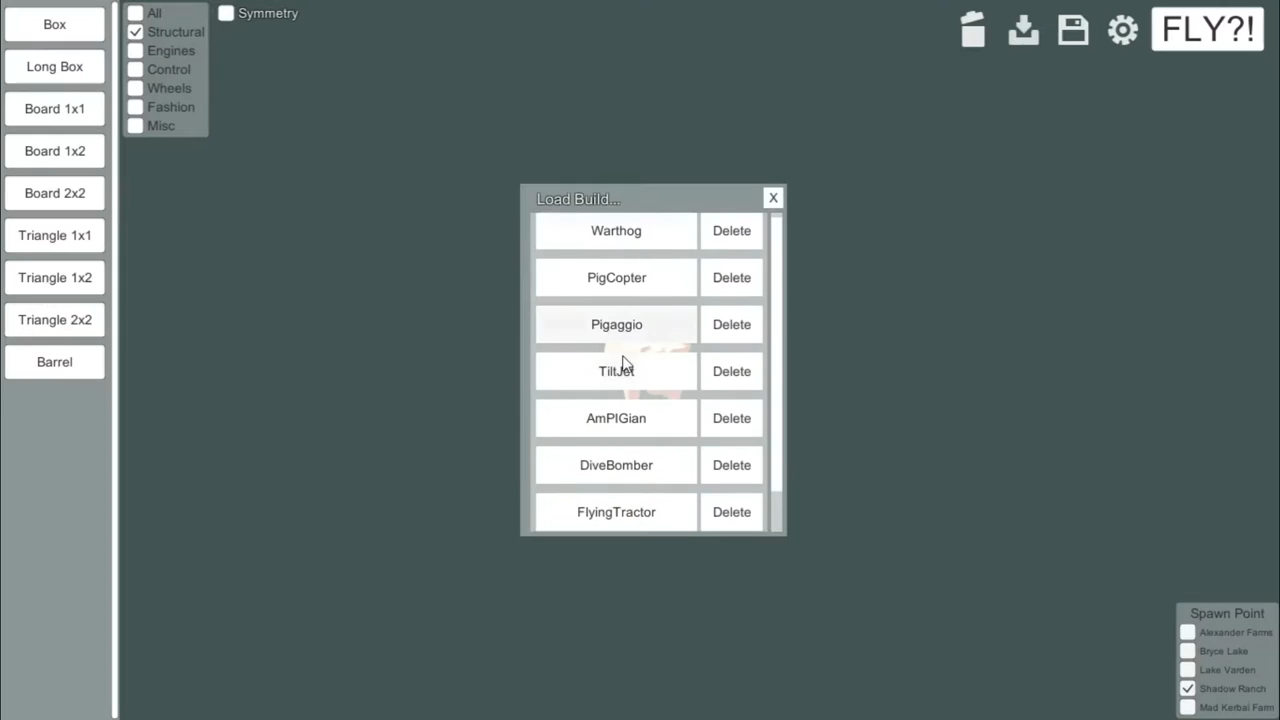 Box
Long Box
Board 1x1
Board 1x2
Board 2x2
Triangle 1x1
Triangle 1x2
Triangle 2x2
Barrel
All
Structural
Engines
Control
Wheels
Fashion
Misc
Symmetry
FLY?!
Load Build...
X
Warthog Delete
PigCopter Delete
Pigaggio Delete
TiltJet Delete
AmPIGian Delete
DiveBomber Delete
FlyingTractor Delete
Spawn Point
Alexander Farms
Bryce Lake
Lake Varden
Shadow Ranch
Mad Kerbal Farm